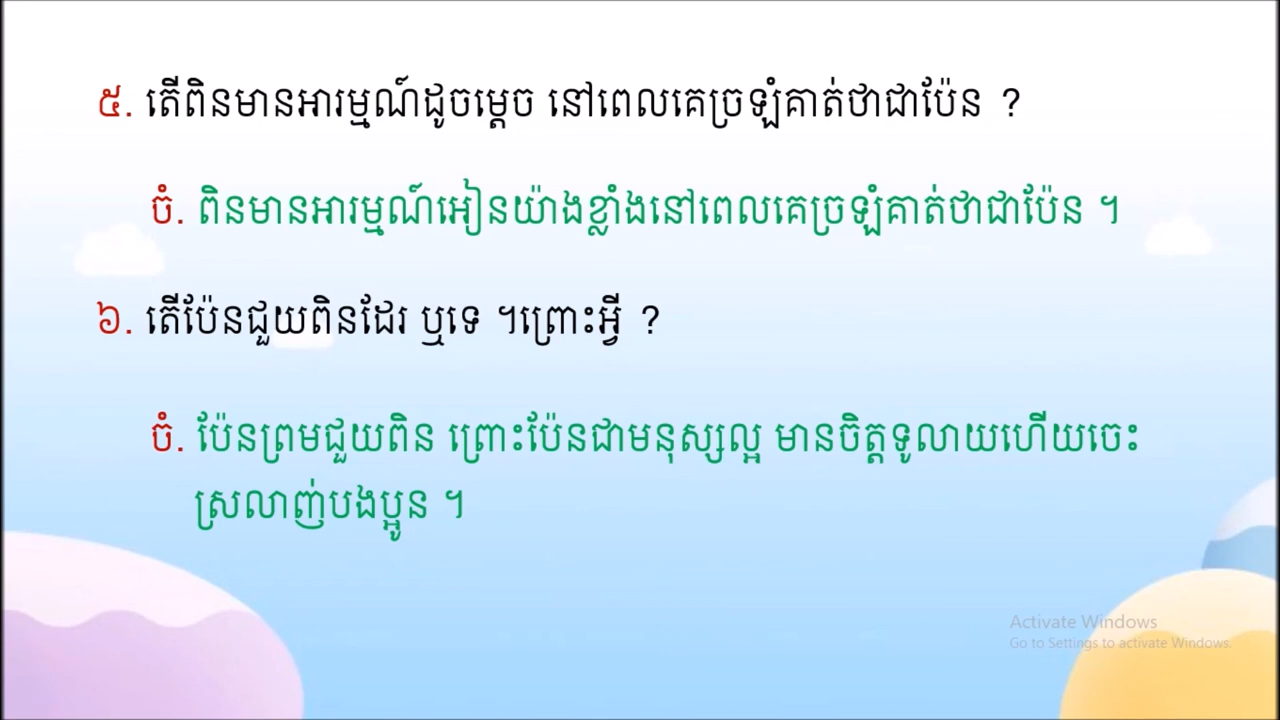 ៥. តើពិនមានអារម្មណ៍ដូចម្ដេច នៅពេលគេច្រឡំគាត់ថាជាប៉ែន ?
ចំ. ពិនមានអារម្មណ៍អៀនយ៉ាងខ្លាំងនៅពេលគេច្រឡំគាត់ថាជាប៉ែន ។
៦. តើប៉ែនជួយពិនដែរ ឬទេ ។ព្រោះអ្វី ?
ចំ. ប៉ែនព្រមជួយពិន ព្រោះប៉ែនជាមនុស្សល្អ មានចិត្តទូលាយហើយចេះ
ស្រលាញ់បងប្អូន ។
Activate Windows
Go to Settings to activate Windows.